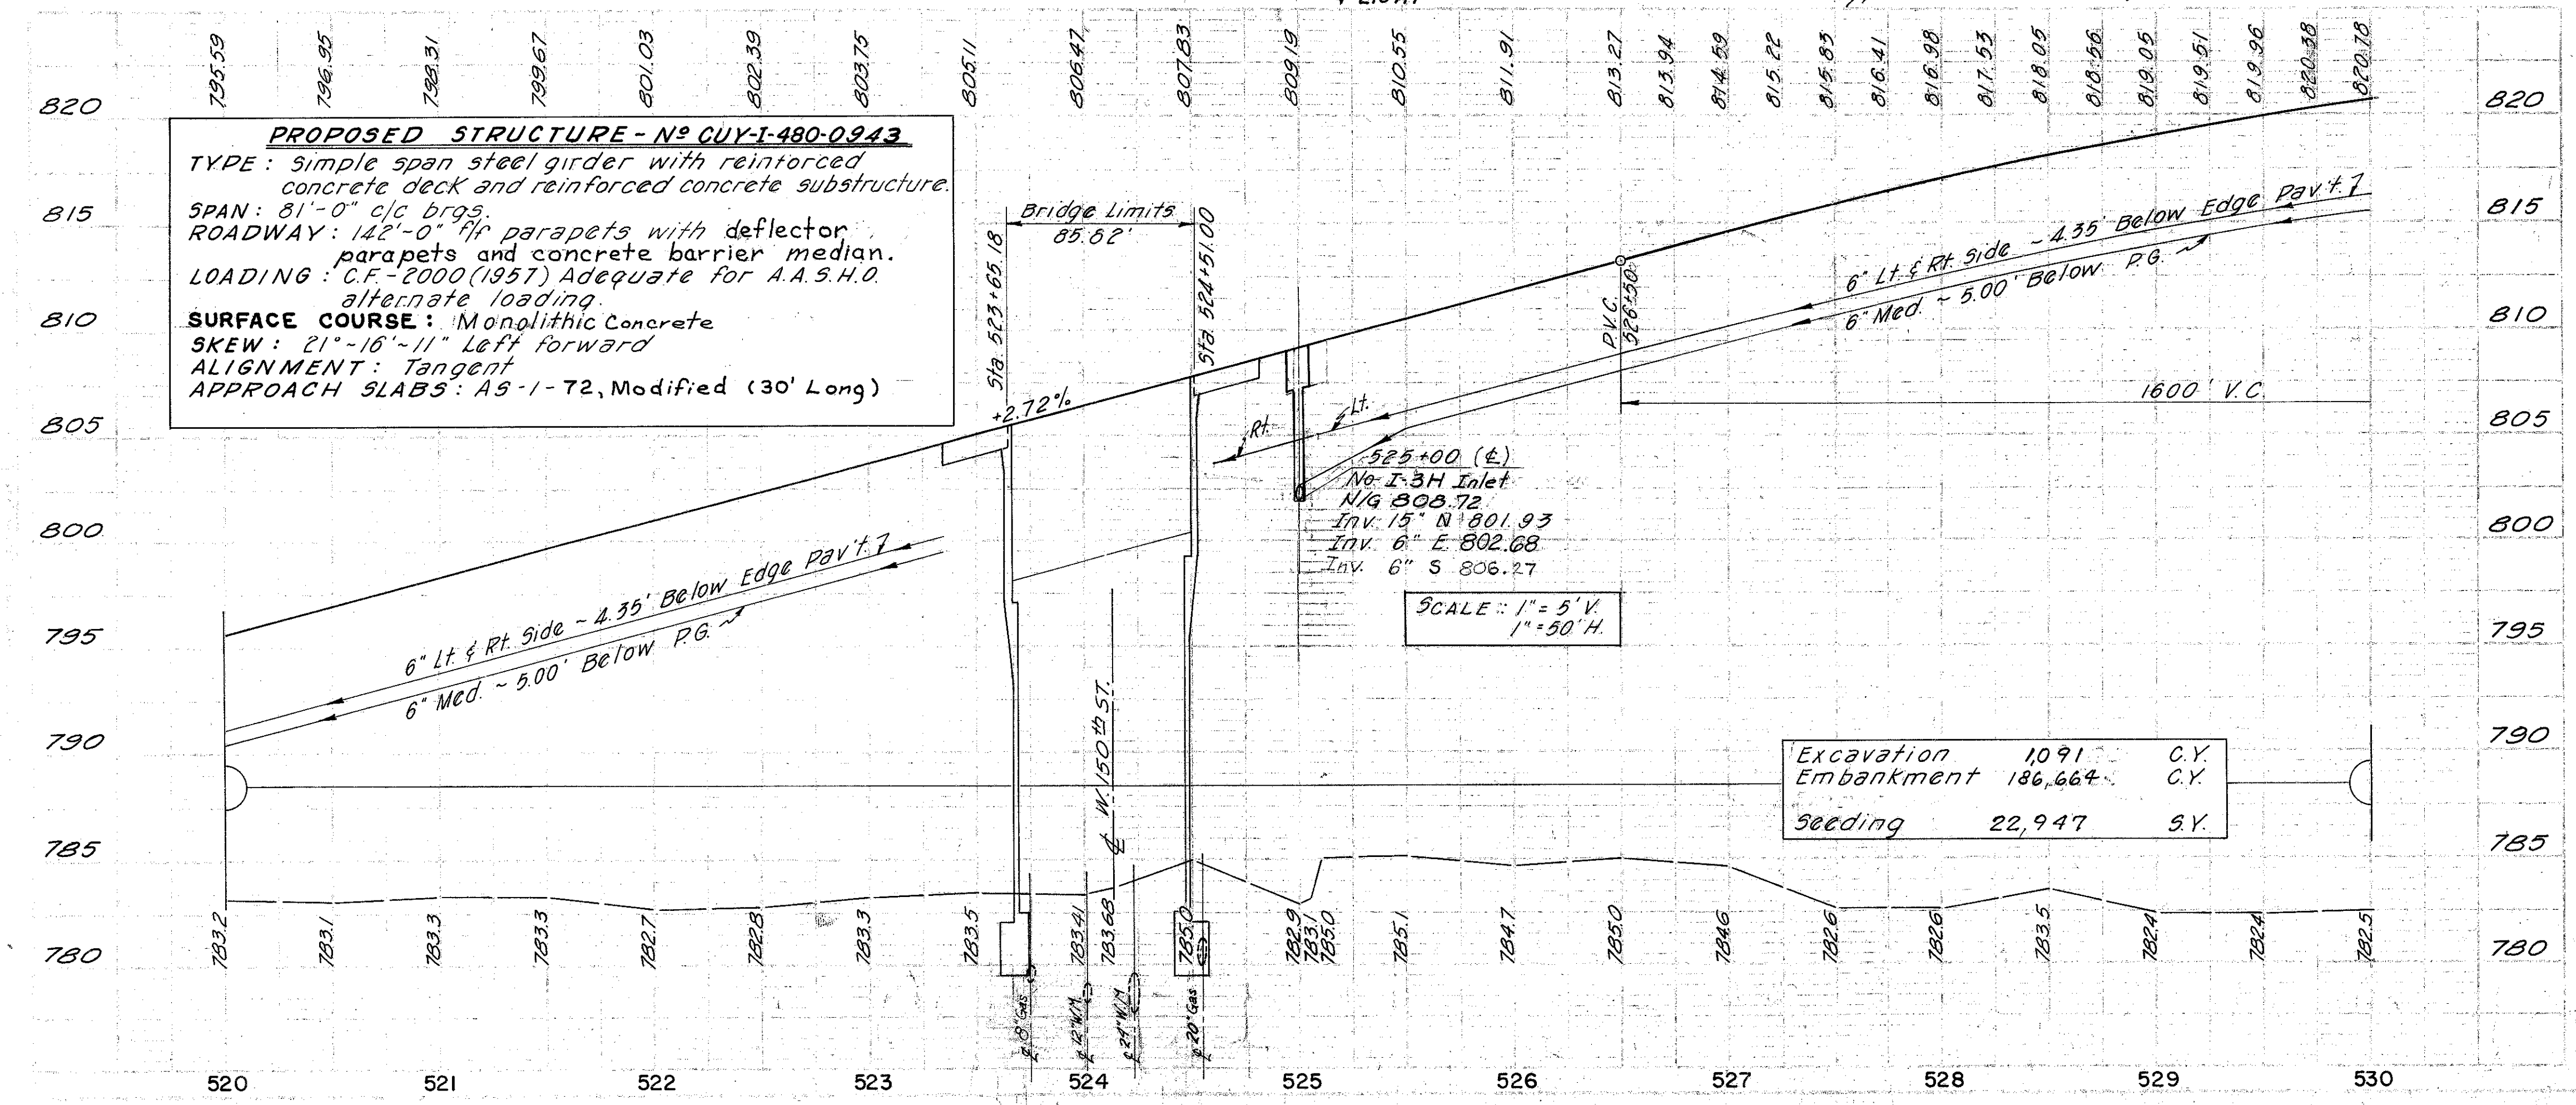 795.59 796.95 798.31 799.67 801.03 802.39 803.75 805.11 806.47 807.83 809.19 810.55 811.91 813.27 813.94 814.59 815.22 815.83 816.41 816.98 817.53 818.05 818.56 819.05 819.51 819.96 820.38 820.78
820 820
PROPOSED STRUCTURE - Nº CUY-I-480-0943
TYPE: Simple span steel girder with reinforced
concrete deck and reinforced concrete substructure.
SPAN: 81'-0" c/c brgs.
ROADWAY: 142'-0" f/f parapets with deflector
parapets and concrete barrier median.
LOADING: C.F.-2000 (1957) Adequate for A.A.S.H.O.
alternate loading.
SURFACE COURSE: Monolithic Concrete
SKEW: 21°~16'~11" Left forward
ALIGNMENT: Tangent
APPROACH SLABS: AS-1-72, Modified (30' Long)
815 815
Bridge Limits
85.82'
Sta. 523+65.18
Sta. 524+51.00
P.V.C.
526+50
6" Lt. & Rt. Side ~ 4.35' Below Edge Pav't.
6" Med. ~ 5.00' Below P.G.
810 810
1600' V.C.
+2.72%
805 805
Rt.
Lt.
525+00 (℄)
No. I-3H Inlet
N/G 808.72
Inv. 15" N 801.93
Inv. 6" E 802.68
Inv. 6" S 806.27
800 800
6" Lt. & Rt. Side ~ 4.35' Below Edge Pav't.
6" Med. ~ 5.00' Below P.G.
SCALE: 1" = 5' V.
1" = 50' H.
795 795
℄ W. 150th ST.
790 790
Excavation 1,091 C.Y.
Embankment 186,664 C.Y.
Seeding 22,947 S.Y.
785 785
783.2 783.1 783.3 783.3 782.7 782.8 783.3 783.5 783.41 783.68 785.0 782.9 783.1 785.0 785.1 784.7 785.0 784.6 782.6 782.6 783.5 782.4 782.4 782.5
780 780
℄ 8" Gas
℄ 12" W.M.
℄ 24" W.M.
℄ 20" Gas
520 521 522 523 524 525 526 527 528 529 530